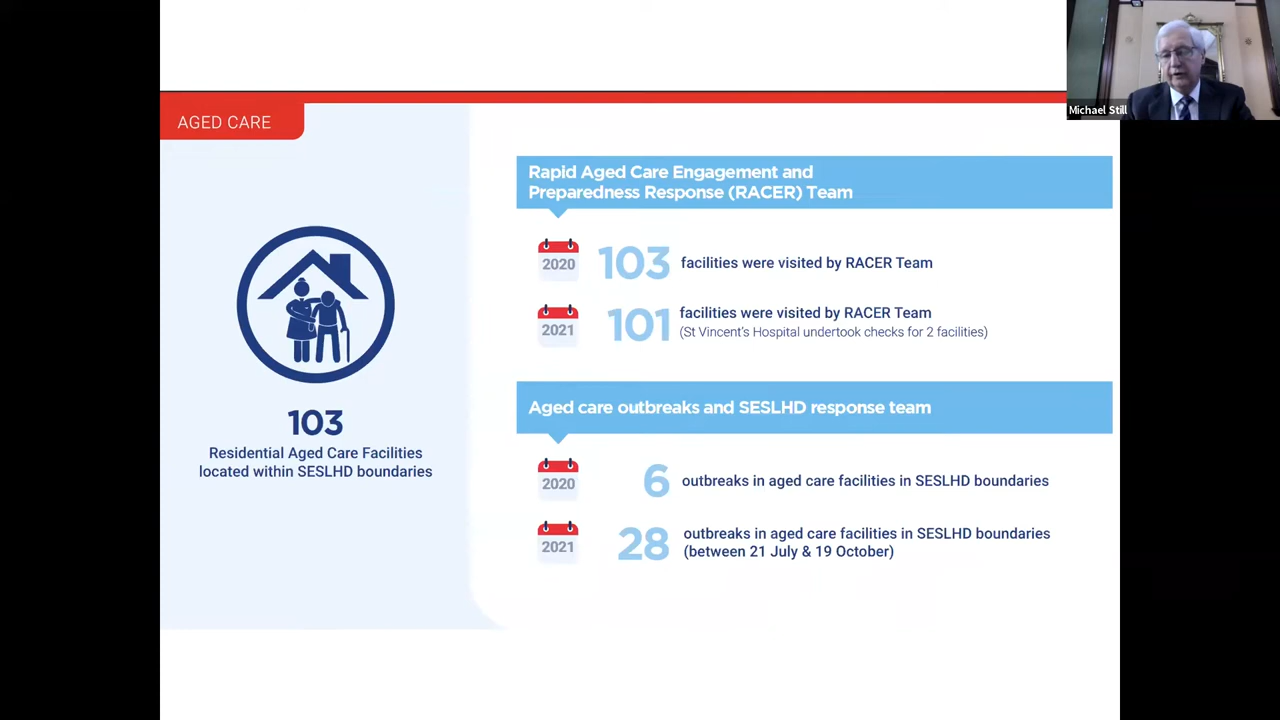 Michael Still
AGED CARE
103
Residential Aged Care Facilities
located within SESLHD boundaries
Rapid Aged Care Engagement and
Preparedness Response (RACER) Team
2020
103
facilities were visited by RACER Team
2021
101
facilities were visited by RACER Team
(St Vincent's Hospital undertook checks for 2 facilities)
Aged care outbreaks and SESLHD response team
2020
6
outbreaks in aged care facilities in SESLHD boundaries
2021
28
outbreaks in aged care facilities in SESLHD boundaries
(between 21 July & 19 October)